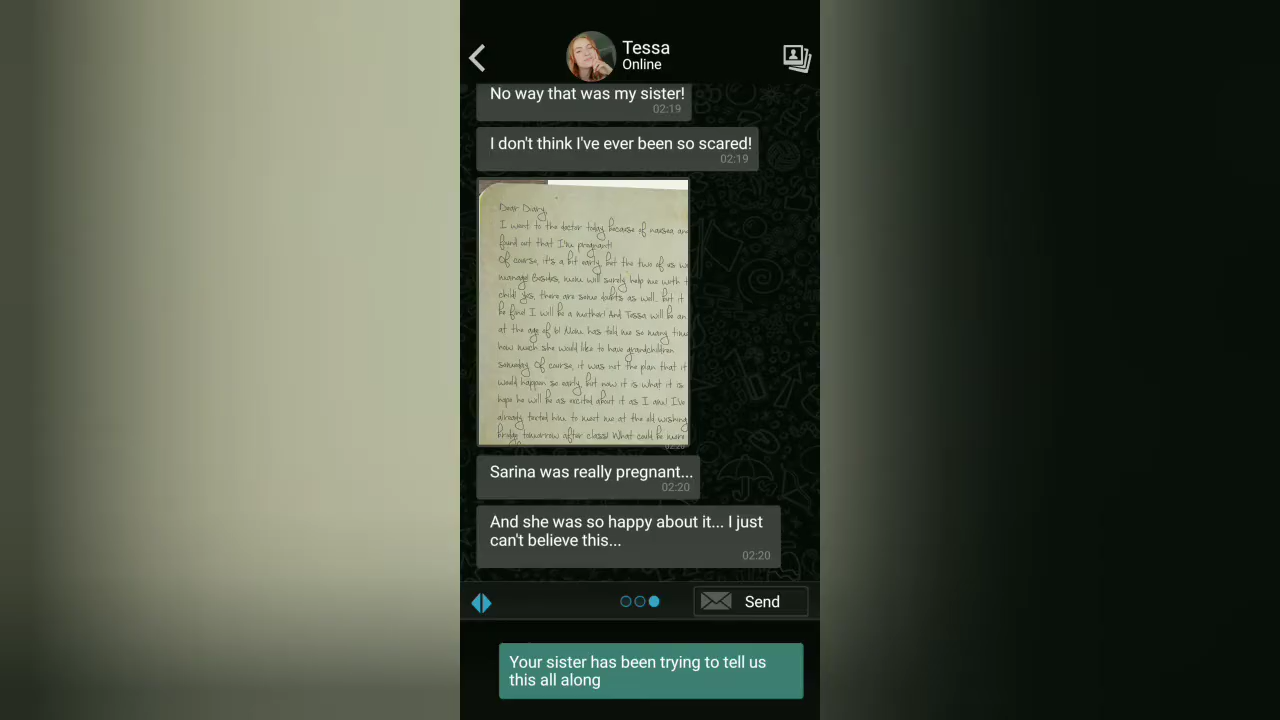 Tessa
Online
No way that was my sister!
02:19
I don't think I've ever been so scared!
02:19
Dear Diary,
I went to the doctor today because of nausea and
found out that I'm pregnant!
Of course, it's a bit early, but the two of us w
manage! Besides, mom will surely help me with t
child! Yes, there are some doubts as well. But it
be fine! I will be a mother! And Tessa will be an
at the age of 6! Mom has told me so many tim
how much she would like to have grandchildren
someday. Of course, it was not the plan that it
would happen so early, but now it is what it is
hope he will be as excited about it as I am! I've
already texted him to meet me at the old wishing
bridge tomorrow after class! What could be more
02:20
Sarina was really pregnant...
02:20
And she was so happy about it... I just
can't believe this...
02:20
Send
Your sister has been trying to tell us
this all along